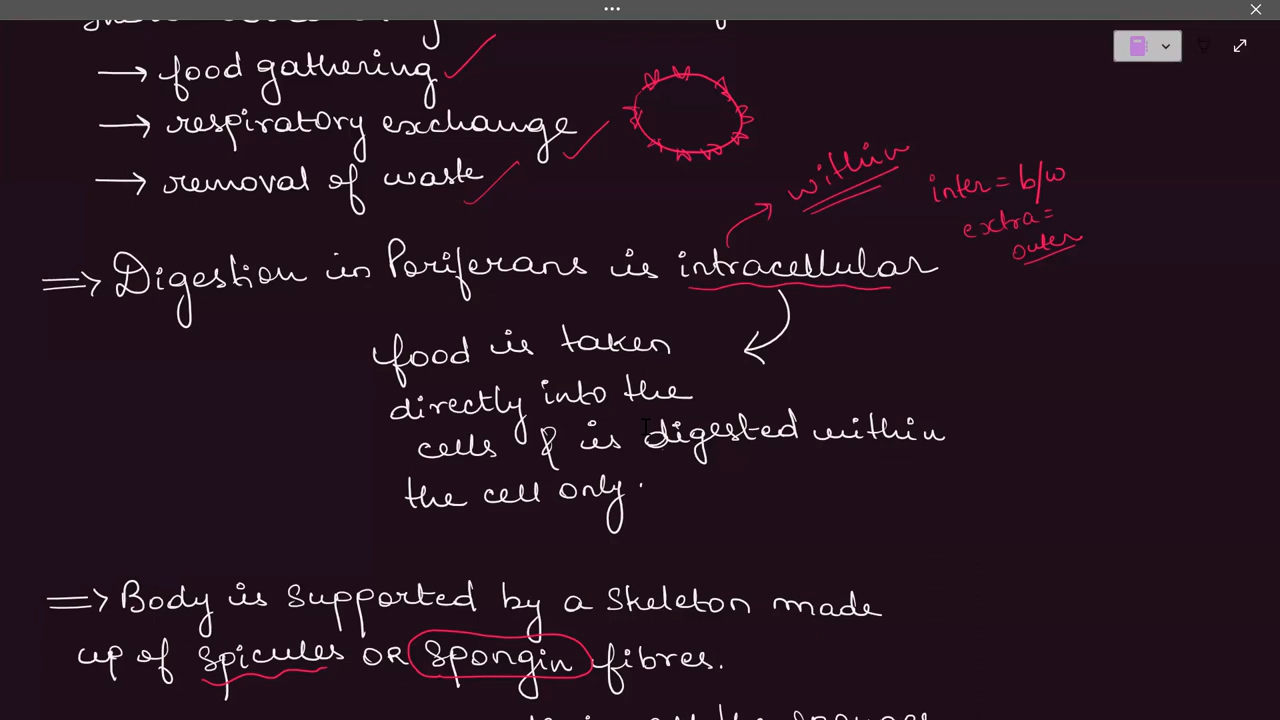 → food gathering
→ respiratory exchange
→ removal of waste
within
inter = b/w
extra =
outer
⇒ Digestion in Poriferans is intracellular
food is taken
directly into the
cells & is digested within
the cell only.
⇒ Body is supported by a skeleton made
up of spicules OR spongin fibres.